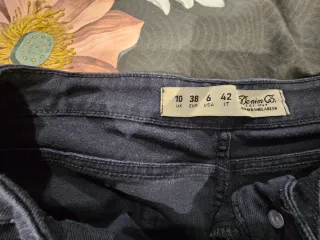 10 38 6 42
UK EUR USA IT
Denim Co.